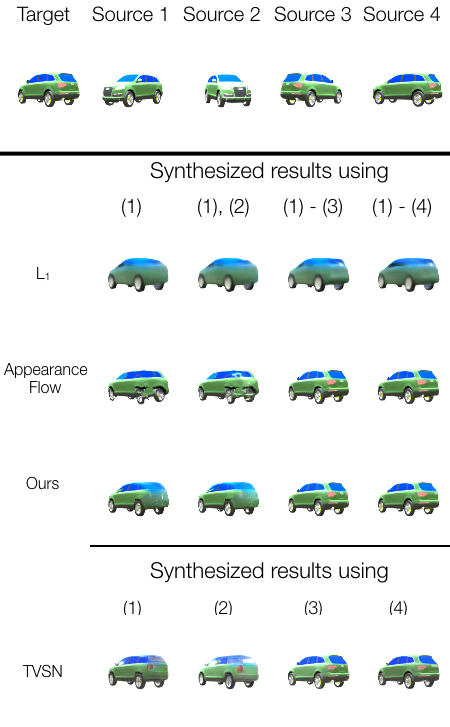 Target Source 1 Source 2 Source 3 Source 4
Synthesized results using
(1) (1), (2) (1) - (3) (1) - (4)
L₁
Appearance
Flow
Ours
Synthesized results using
(1) (2) (3) (4)
TVSN